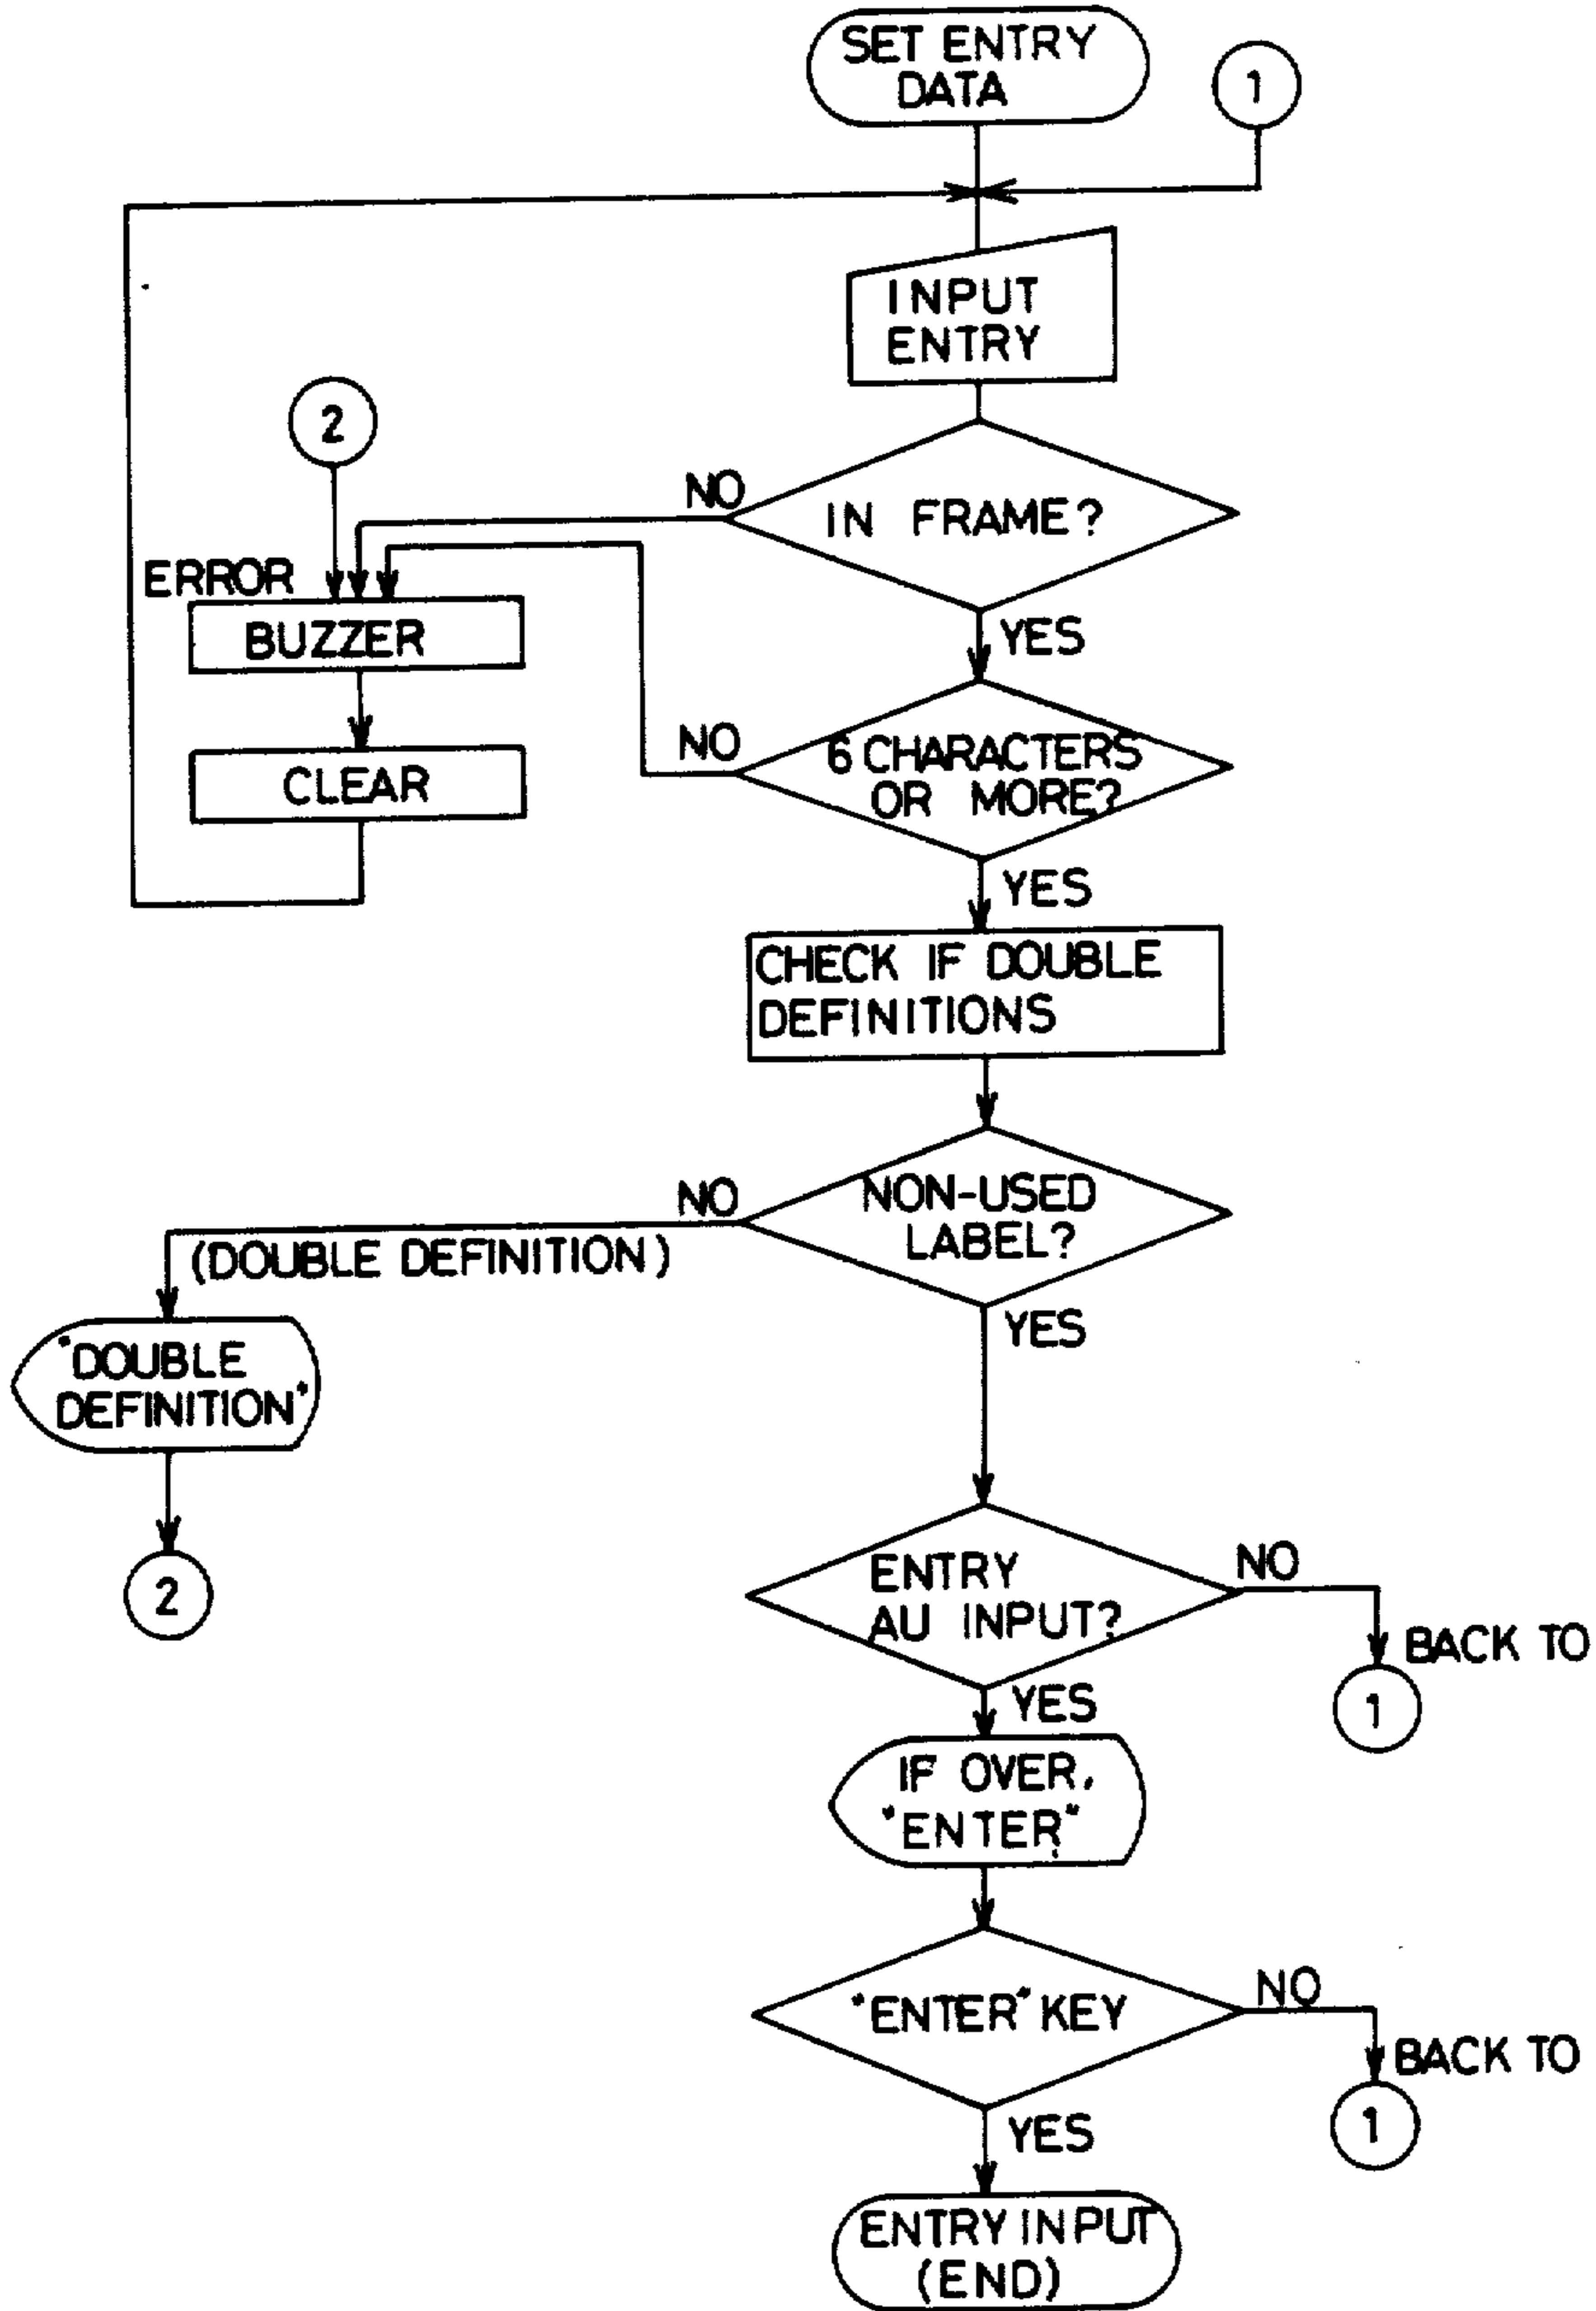 SET ENTRY
DATA
1
INPUT
ENTRY
2
NO
IN FRAME?
ERROR
BUZZER
YES
NO
6 CHARACTERS
OR MORE?
CLEAR
YES
CHECK IF DOUBLE
DEFINITIONS
NO
NON-USED
LABEL?
(DOUBLE DEFINITION)
YES
"DOUBLE
DEFINITION"
2
ENTRY
AU INPUT?
NO
BACK TO
1
YES
IF OVER,
"ENTER"
"ENTER" KEY
NO
BACK TO
1
YES
ENTRY INPUT
(END)